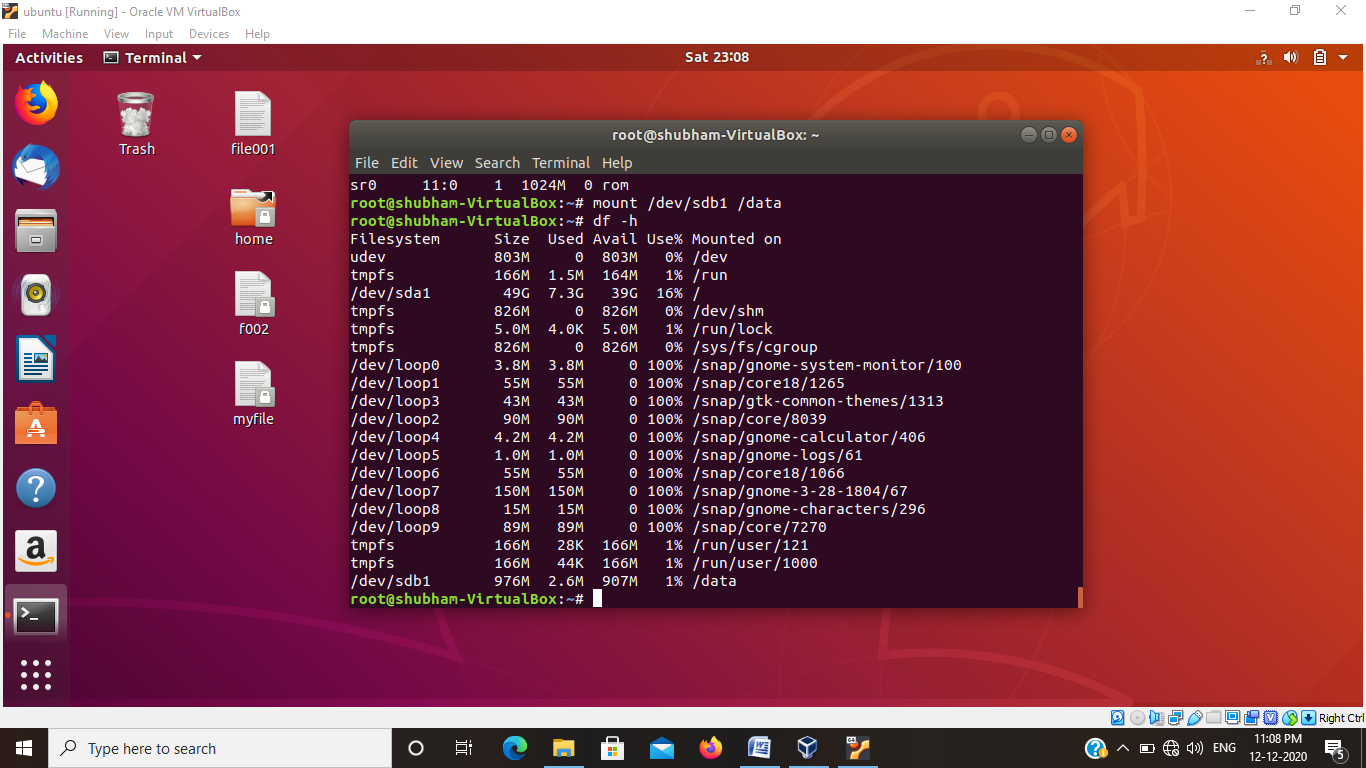 ubuntu [Running] - Oracle VM VirtualBox
File Machine View Input Devices Help
Activities Terminal Sat 23:08
Trash
file001
home
f002
myfile
root@shubham-VirtualBox: ~
File Edit View Search Terminal Help
sr0     11:0    1  1024M  0 rom
root@shubham-VirtualBox:~# mount /dev/sdb1 /data
root@shubham-VirtualBox:~# df -h
Filesystem      Size  Used Avail Use% Mounted on
udev            803M     0  803M   0% /dev
tmpfs           166M  1.5M  164M   1% /run
/dev/sda1        49G  7.3G   39G  16% /
tmpfs           826M     0  826M   0% /dev/shm
tmpfs           5.0M  4.0K  5.0M   1% /run/lock
tmpfs           826M     0  826M   0% /sys/fs/cgroup
/dev/loop0      3.8M  3.8M     0 100% /snap/gnome-system-monitor/100
/dev/loop1       55M   55M     0 100% /snap/core18/1265
/dev/loop3       43M   43M     0 100% /snap/gtk-common-themes/1313
/dev/loop2       90M   90M     0 100% /snap/core/8039
/dev/loop4      4.2M  4.2M     0 100% /snap/gnome-calculator/406
/dev/loop5      1.0M  1.0M     0 100% /snap/gnome-logs/61
/dev/loop6       55M   55M     0 100% /snap/core18/1066
/dev/loop7      150M  150M     0 100% /snap/gnome-3-28-1804/67
/dev/loop8       15M   15M     0 100% /snap/gnome-characters/296
/dev/loop9       89M   89M     0 100% /snap/core/7270
tmpfs           166M   28K  166M   1% /run/user/121
tmpfs           166M   44K  166M   1% /run/user/1000
/dev/sdb1       976M  2.6M  907M   1% /data
root@shubham-VirtualBox:~#
Right Ctrl
Type here to search
ENG
11:08 PM
12-12-2020
5